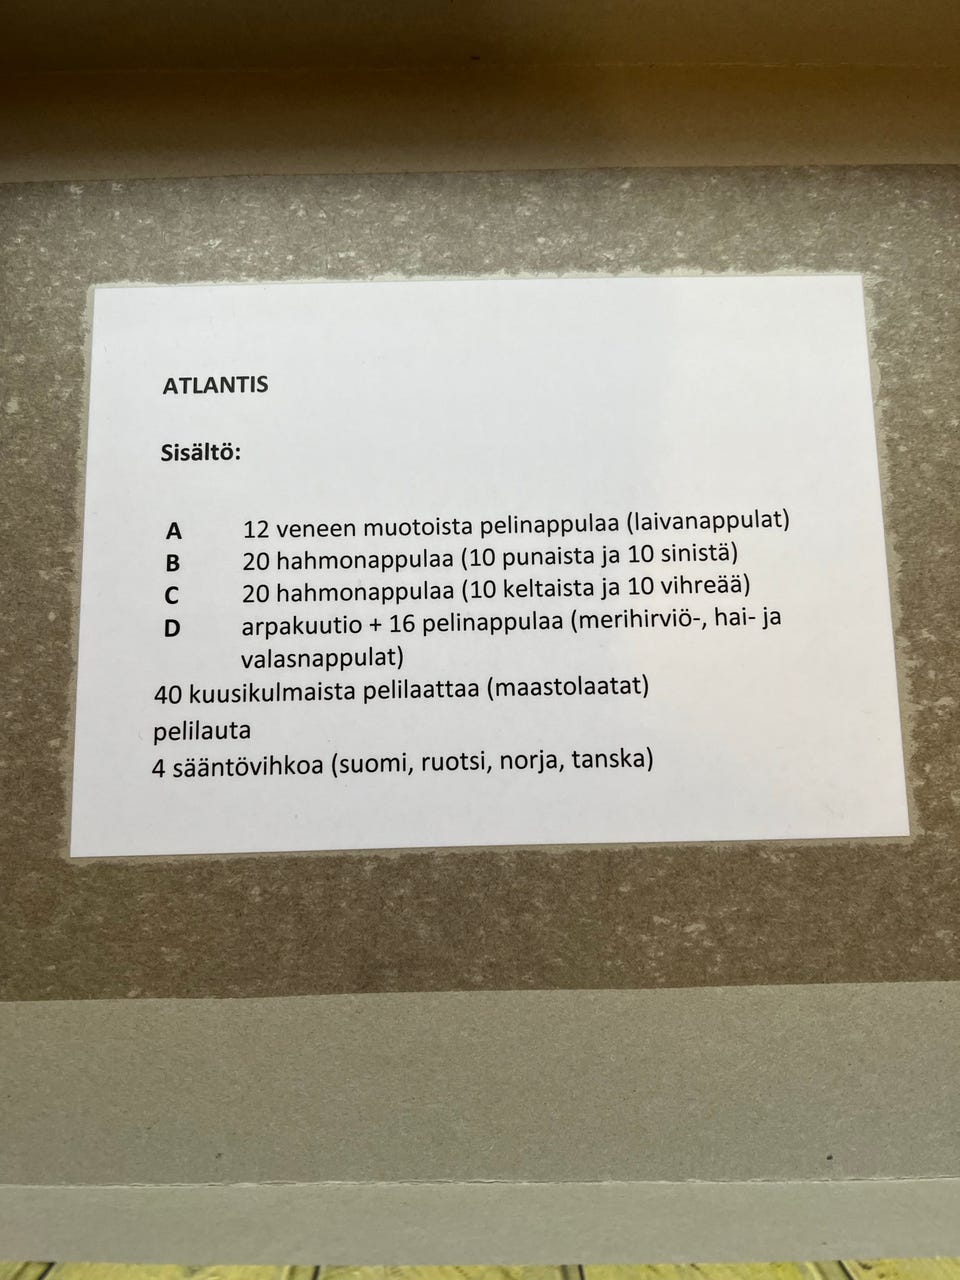 ATLANTIS
Sisältö:
A 12 veneen muotoista pelinappulaa (laivanappulat)
B 20 hahmonappulaa (10 punaista ja 10 sinistä)
C 20 hahmonappulaa (10 keltaista ja 10 vihreää)
D arpakuutio + 16 pelinappulaa (merihirviö-, hai- ja
valasnappulat)
40 kuusikulmaista pelilaattaa (maastolaatat)
pelilauta
4 sääntövihkoa (suomi, ruotsi, norja, tanska)